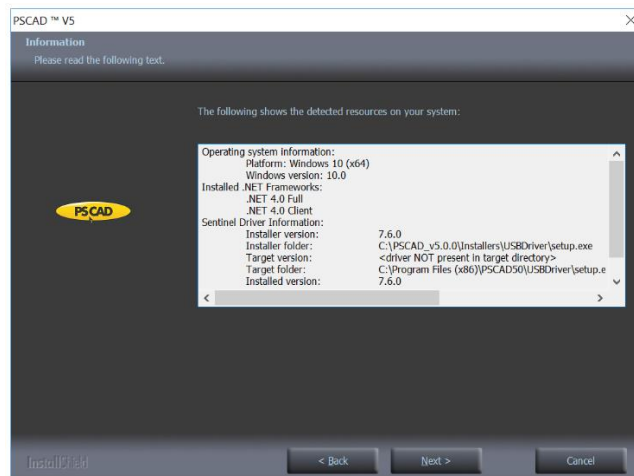 PSCAD ™ V5
Information
Please read the following text.
The following shows the detected resources on your system:
Operating system information:
Platform: Windows 10 (x64)
Windows version: 10.0
Installed .NET Frameworks:
.NET 4.0 Full
.NET 4.0 Client
Sentinel Driver Information:
Installer version: 7.6.0
Installer folder: C:\PSCAD_v5.0.0\Installers\USBDriver\setup.exe
Target version: <driver NOT present in target directory>
Target folder: C:\Program Files (x86)\PSCAD50\USBDriver\setup.e
Installed version: 7.6.0
PSCAD
InstallShield
< Back
Next >
Cancel